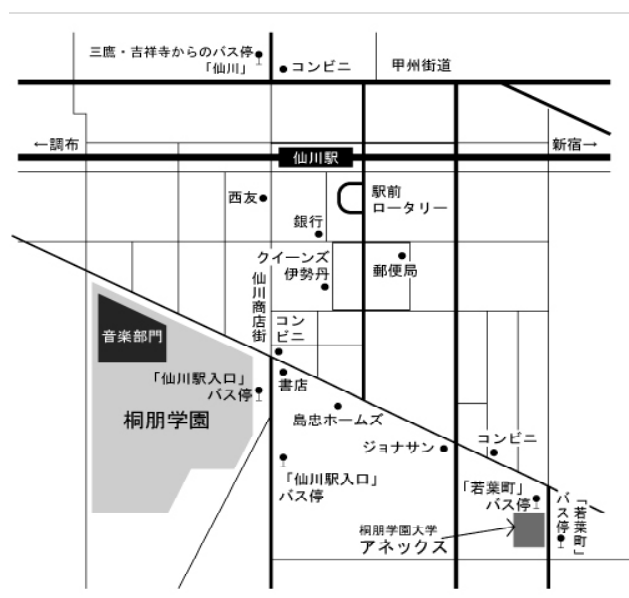 三鷹・吉祥寺からのバス停
「仙川」
コンビニ
甲州街道
←調布
仙川駅
新宿→
西友
駅前
ロータリー
銀行
クイーンズ
伊勢丹
郵便局
仙川商店街
音楽部門
コン
ビニ
「仙川駅入口」
バス停
書店
桐朋学園
島忠ホームズ
ジョナサン
コンビニ
「仙川駅入口」
バス停
「若葉町」
バス停
「若葉町」
バス停
桐朋学園大学
アネックス